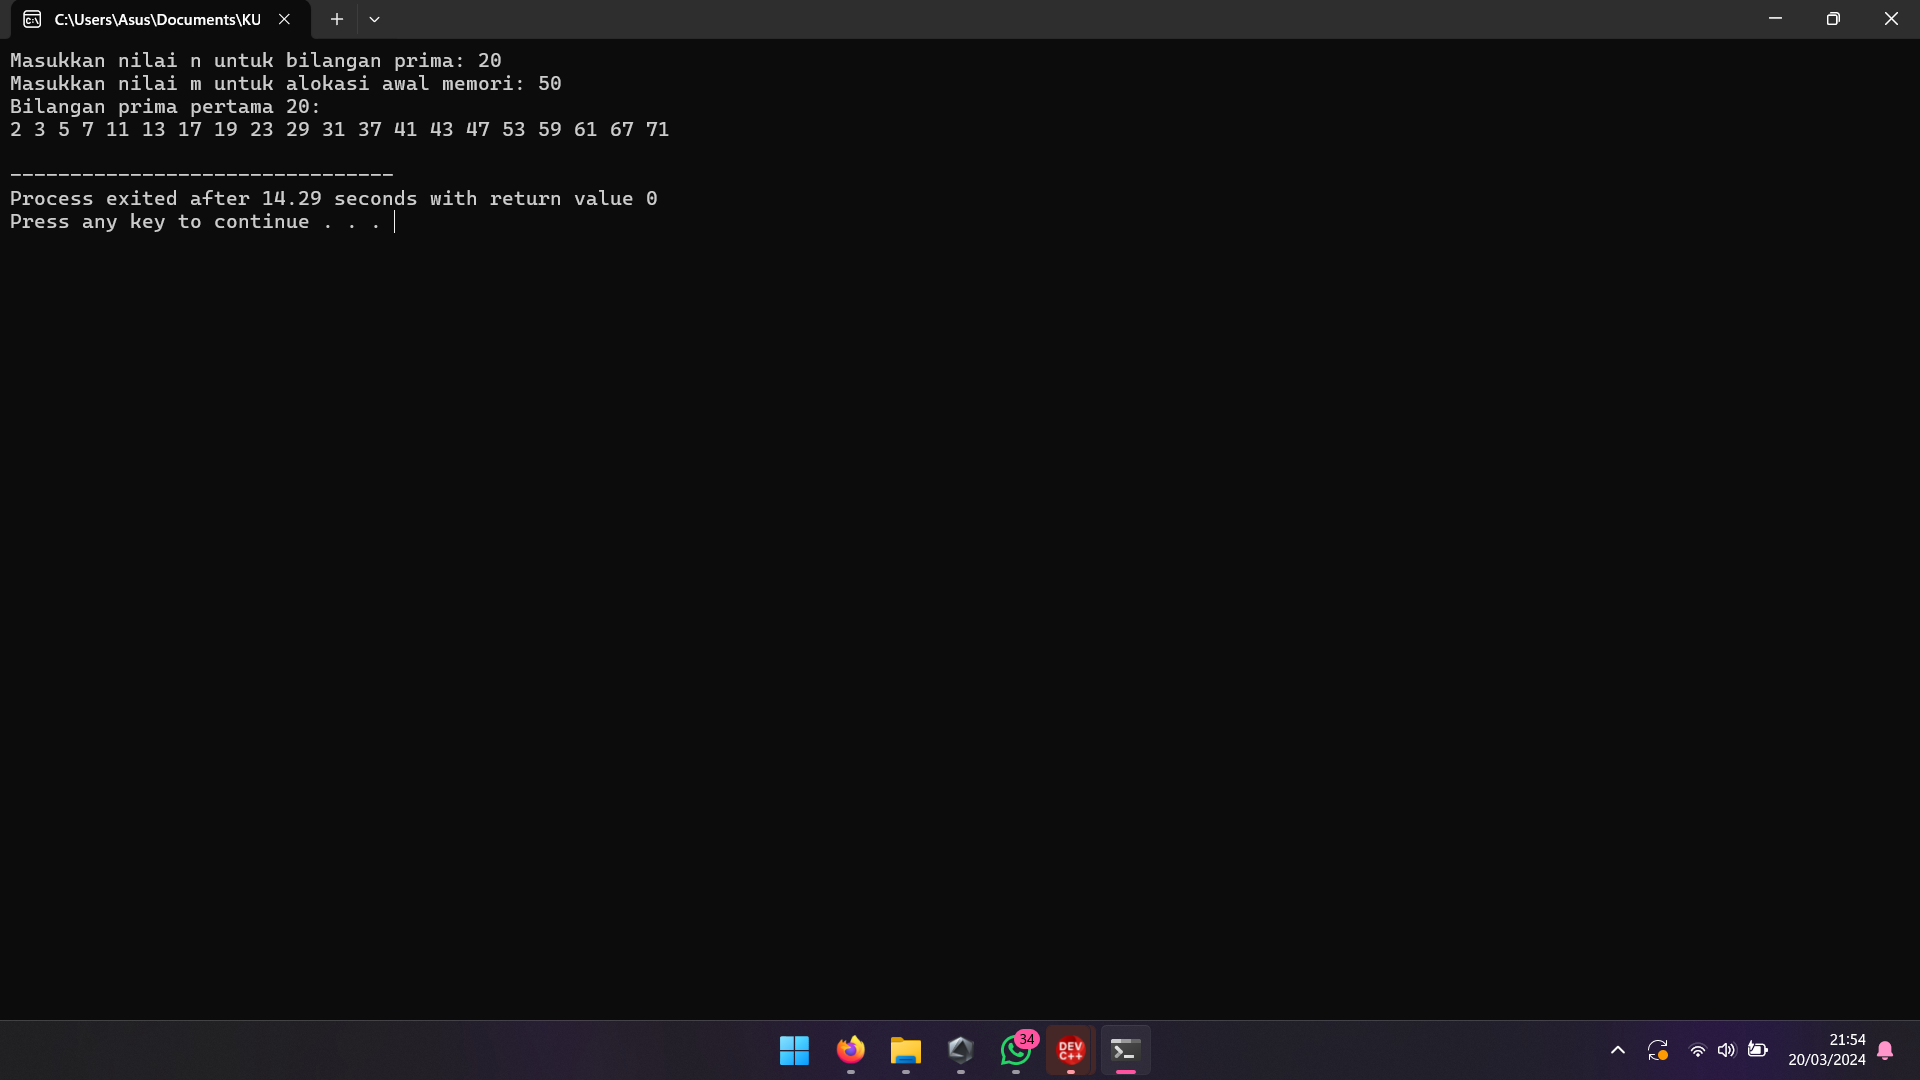 C:\Users\Asus\Documents\KU
Masukkan nilai n untuk bilangan prima: 20
Masukkan nilai m untuk alokasi awal memori: 50
Bilangan prima pertama 20:
2 3 5 7 11 13 17 19 23 29 31 37 41 43 47 53 59 61 67 71
--------------------------------
Process exited after 14.29 seconds with return value 0
Press any key to continue . . .
34
DEV
C++
21:54
20/03/2024